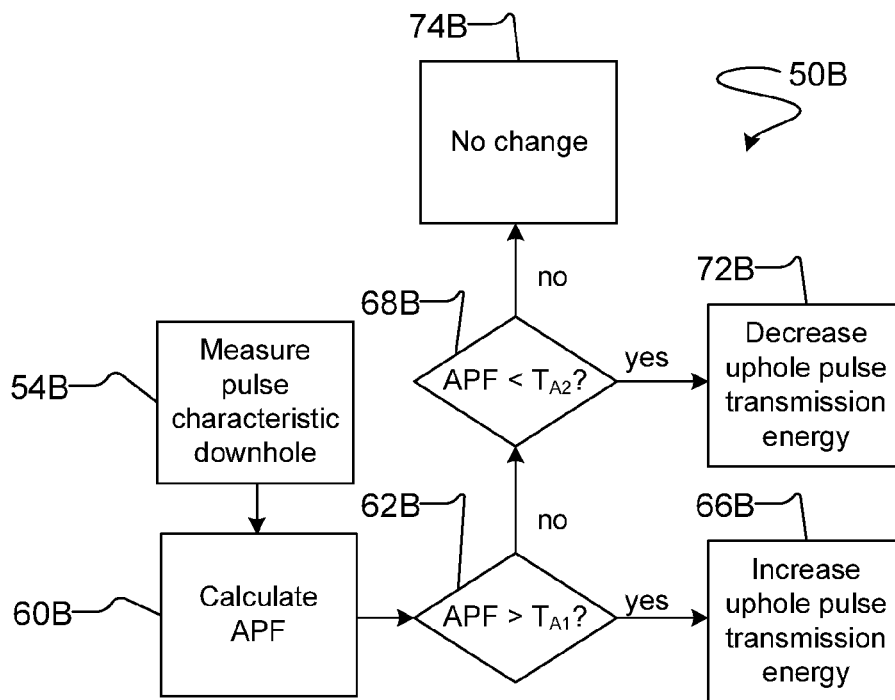 74B
50B
No change
72B
no
68B
Measure
pulse
characteristic
downhole
54B
APF < TA2?
yes
Decrease
uphole pulse
transmission
energy
62B
no
66B
60B
Calculate
APF
APF > TA1?
yes
Increase
uphole pulse
transmission
energy